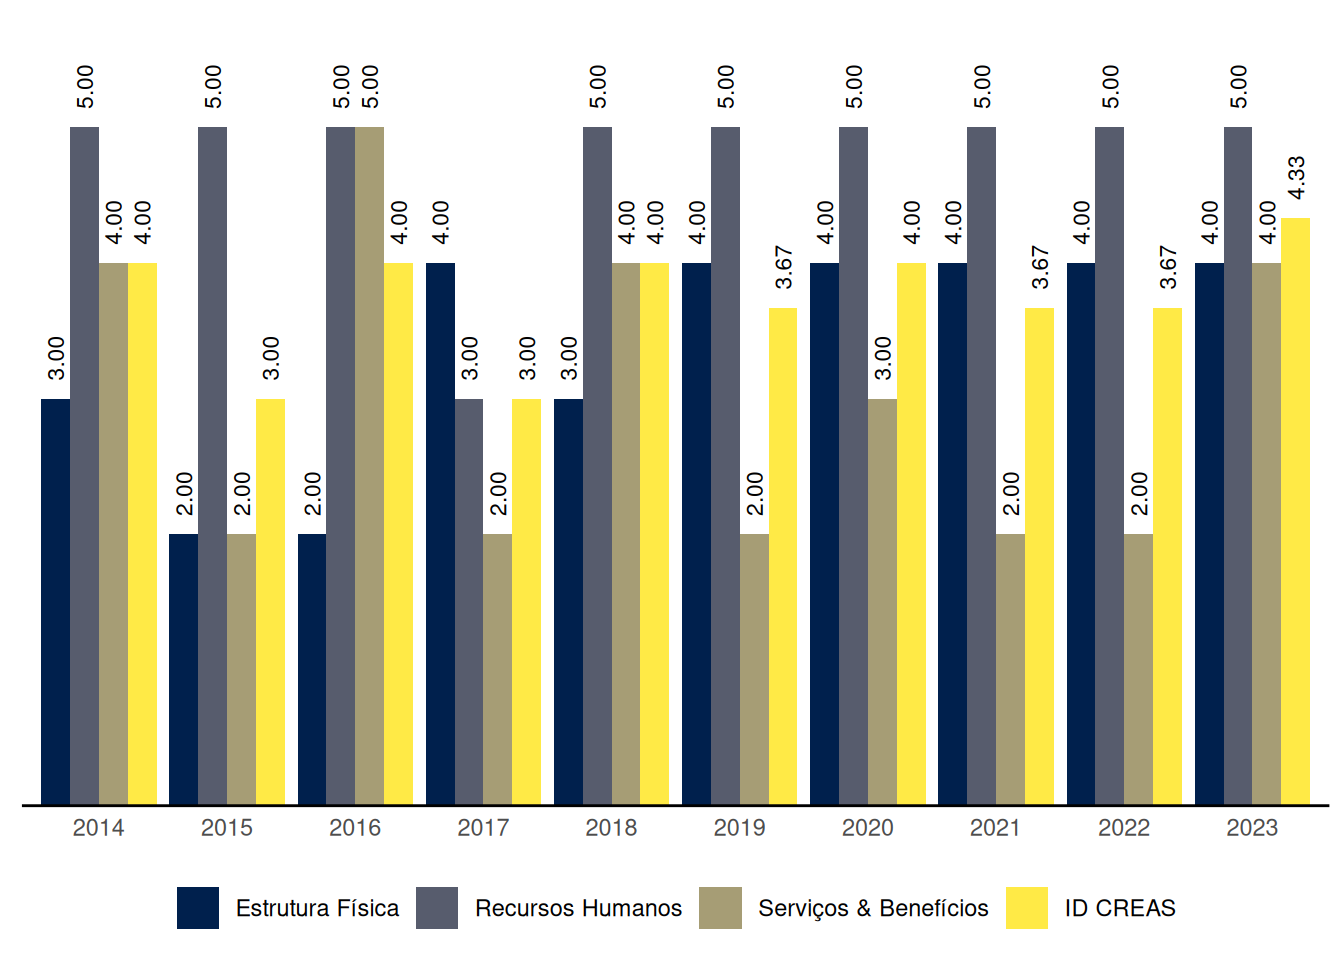 5.00 5.00 5.00 5.00 5.00 5.00 5.00 5.00 5.00 5.00
4.33
4.00 4.00 4.00 4.00 4.00 4.00 4.00 4.00 4.00 4.00 4.00 4.00 4.00
3.67 3.67 3.67
3.00 3.00 3.00 3.00 3.00 3.00
2.00 2.00 2.00 2.00 2.00 2.00 2.00
2014 2015 2016 2017 2018 2019 2020 2021 2022 2023
Estrutura Física Recursos Humanos Serviços & Benefícios ID CREAS